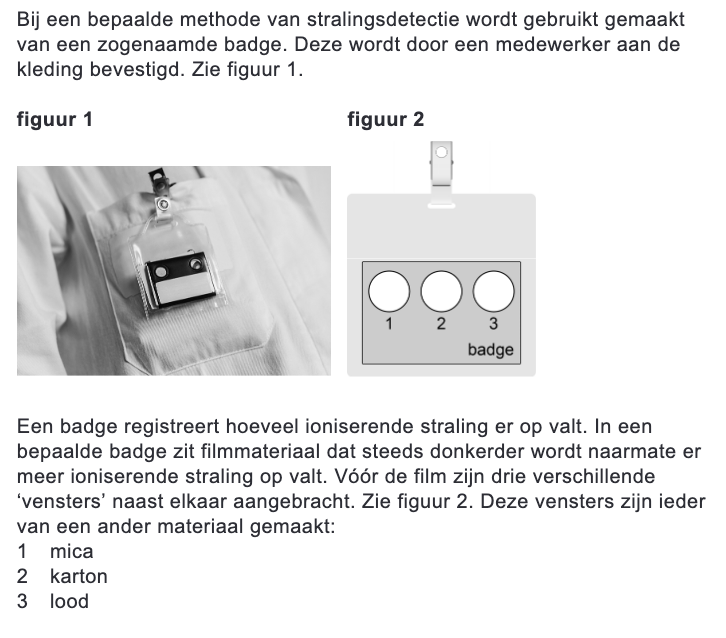 Bij een bepaalde methode van stralingsdetectie wordt gebruikt gemaakt
van een zogenaamde badge. Deze wordt door een medewerker aan de
kleding bevestigd. Zie figuur 1.
figuur 1
figuur 2
1 2 3
badge
Een badge registreert hoeveel ioniserende straling er op valt. In een
bepaalde badge zit filmmateriaal dat steeds donkerder wordt naarmate er
meer ioniserende straling op valt. Vóór de film zijn drie verschillende
‘vensters’ naast elkaar aangebracht. Zie figuur 2. Deze vensters zijn ieder
van een ander materiaal gemaakt:
1 mica
2 karton
3 lood